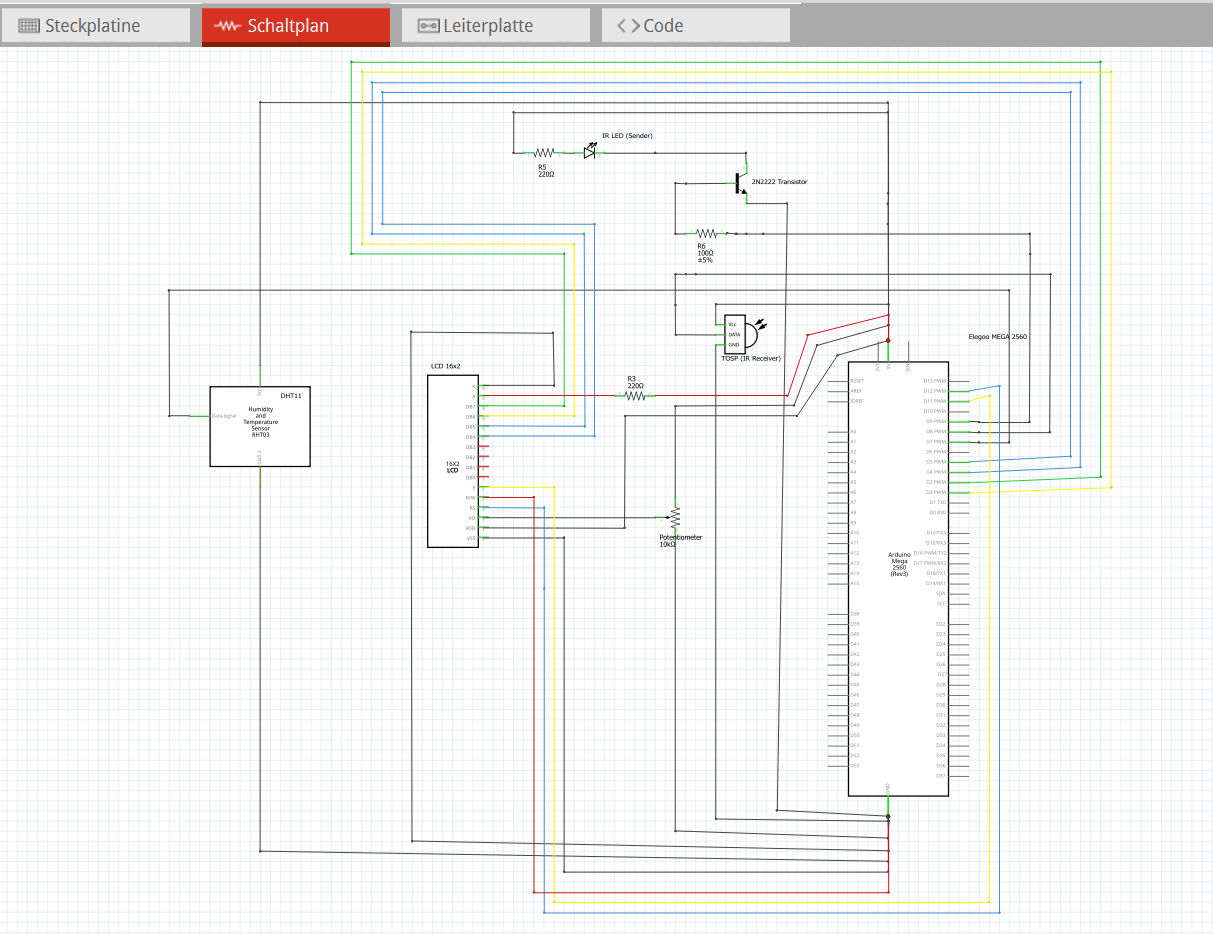 Steckplatine
Schaltplan
Leiterplatte
Code
IR LED (Sender)
R5
220Ω
2N2222 Transistor
R6
100Ω
±5%
Vcc
DATA
GND
TOSP (IR Receiver)
Elegoo MEGA 2560
LCD 16x2
R3
220Ω
DHT11
Vcc
Humidity
and
Temperature
Sensor
RHT03
Data signal
K
A
DB7
DB6
DB5
DB4
DB3
DB2
DB1
DB0
E
R/W
RS
VO
VDD
VSS
16X2
LCD
Potentiometer
10kΩ
3V3
5V
VIN
RESET
AREF
IOREF
A0
A1
A2
A3
A4
A5
A6
A7
A8
A9
A10
A11
A12
A13
A14
A15
D38
D39
D40
D41
D42
D43
D44
D45
D46
D47
D48
D49
D50
D51
D52
D53
Arduino
Mega
2560
(Rev3)
D13 PWM
D12 PWM
D11 PWM
D10 PWM
D9 PWM
D8 PWM
D7 PWM
D6 PWM
D5 PWM
D4 PWM
D2 PWM
D3 PWM
D1 TX0
D0 RX0
D14/TX3
D15/RX3
D16 PWM/TX2
D17 PWM/RX2
D18/TX1
D19/RX1
SDA
SCL
D22
D23
D24
D25
D26
D27
D28
D29
D30
D31
D32
D33
D34
D35
D36
D37
GND